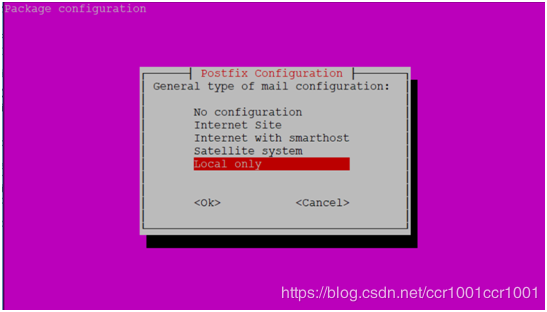 Package configuration
Postfix Configuration
General type of mail configuration:
No configuration
Internet Site
Internet with smarthost
Satellite system
Local only
<Ok> <Cancel>
https://blog.csdn.net/ccr1001ccr1001